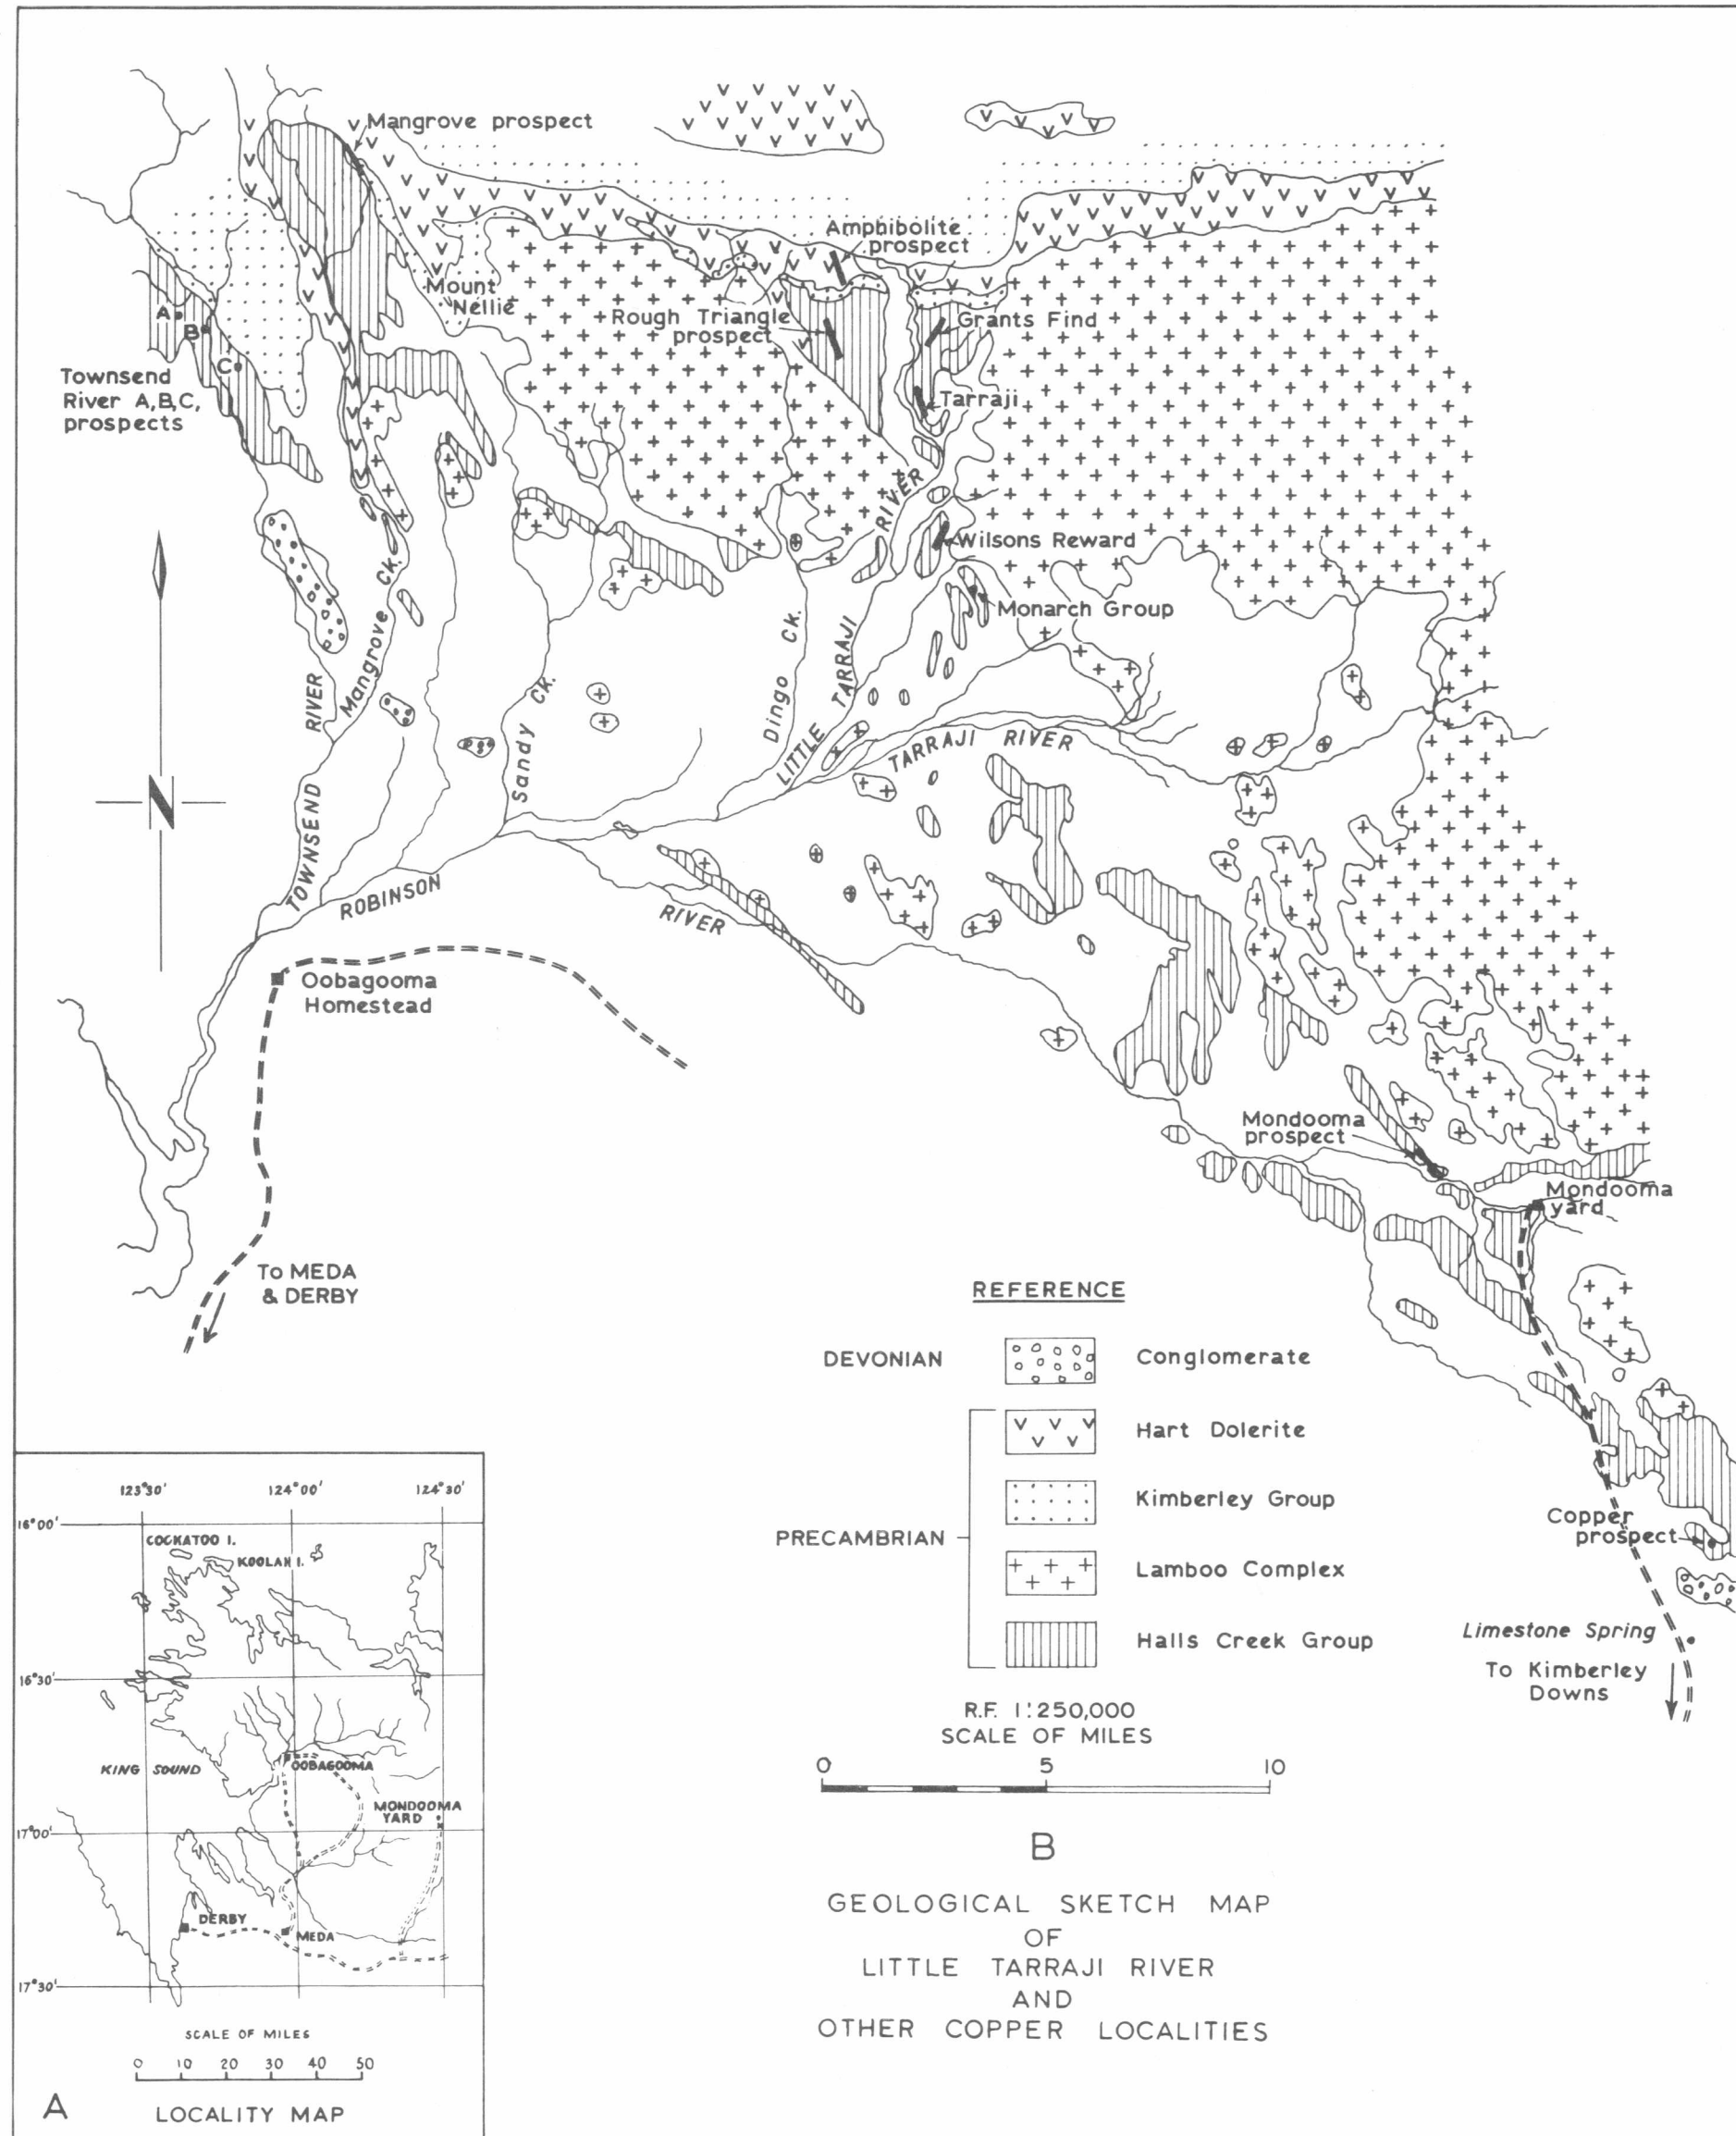 Mangrove prospect
Amphibolite
prospect
Mount
Nellie
Rough Triangle
prospect
Grants Find
A
B
C
Townsend
River A,B,C,
prospects
Tarraji
RIVER
Wilsons Reward
Mangrove Ck.
Monarch Group
Dingo Ck.
LITTLE TARRAJI
RIVER
Sandy Ck.
TARRAJI RIVER
N
TOWNSEND
ROBINSON
RIVER
Oobagooma
Homestead
Mondooma
prospect
Mondooma
yard
To MEDA
& DERBY
REFERENCE
DEVONIAN
Conglomerate
Hart Dolerite
Kimberley Group
PRECAMBRIAN
Lamboo Complex
Halls Creek Group
Copper
prospect
Limestone Spring
To Kimberley
Downs
R.F. 1:250,000
SCALE OF MILES
0 5 10
B
GEOLOGICAL SKETCH MAP
OF
LITTLE TARRAJI RIVER
AND
OTHER COPPER LOCALITIES
123°30' 124°00' 124°30'
16°00'
COCKATOO I.
KOOLAN I.
16°30'
KING SOUND
OOBAGOOMA
MONDOOMA
YARD
17°00'
DERBY
MEDA
17°30'
SCALE OF MILES
0 10 20 30 40 50
A
LOCALITY MAP